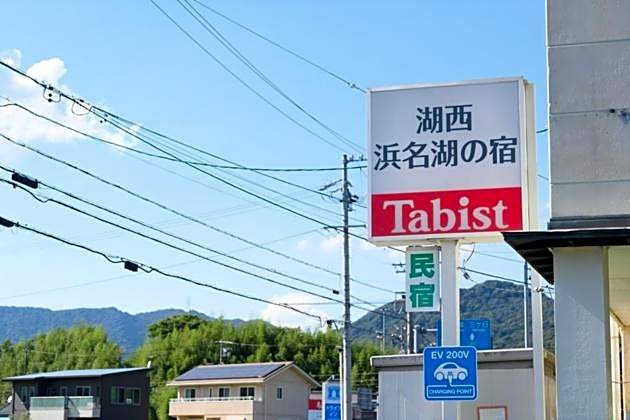 湖西
浜名湖の宿
Tabist
民宿
EV 200V
CHARGING POINT